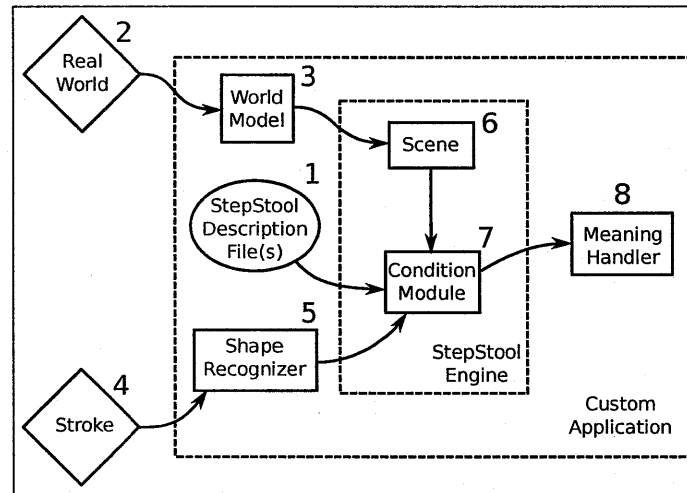 2
Real
World
3
World
Model
6
Scene
1
StepStool
Description
File(s)
7
Condition
Module
8
Meaning
Handler
5
Shape
Recognizer
StepStool
Engine
4
Stroke
Custom
Application